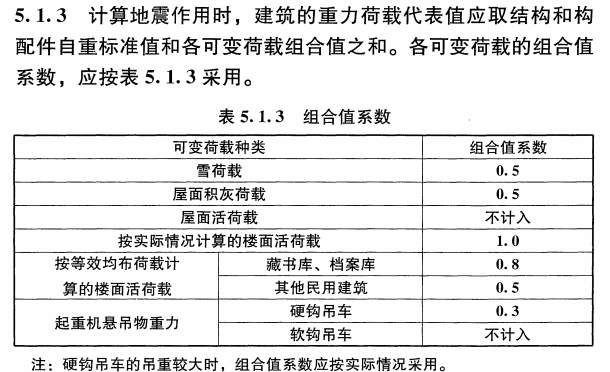 5.1.3 计算地震作用时，建筑的重力荷载代表值应取结构和构
配件自重标准值和各可变荷载组合值之和。各可变荷载的组合值
系数，应按表 5.1.3 采用。
表 5.1.3 组合值系数
可变荷载种类 组合值系数
雪荷载 0.5
屋面积灰荷载 0.5
屋面活荷载 不计入
按实际情况计算的楼面活荷载 1.0
按等效均布荷载计 藏书库、档案库 0.8
算的楼面活荷载 其他民用建筑 0.5
起重机悬吊物重力 硬钩吊车 0.3
软钩吊车 不计入
注：硬钩吊车的吊重较大时，组合值系数应按实际情况采用。